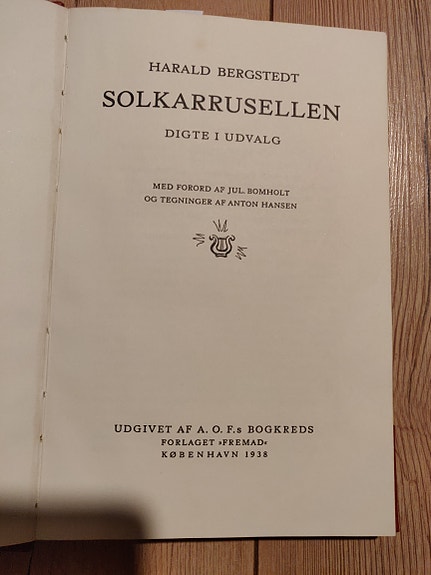 HARALD BERGSTEDT
SOLKARRUSELLEN
DIGTE I UDVALG
MED FORORD AF JUL. BOMHOLT
OG TEGNINGER AF ANTON HANSEN
UDGIVET AF A. O. F.s BOGKREDS
FORLAGET »FREMAD«
KØBENHAVN 1938